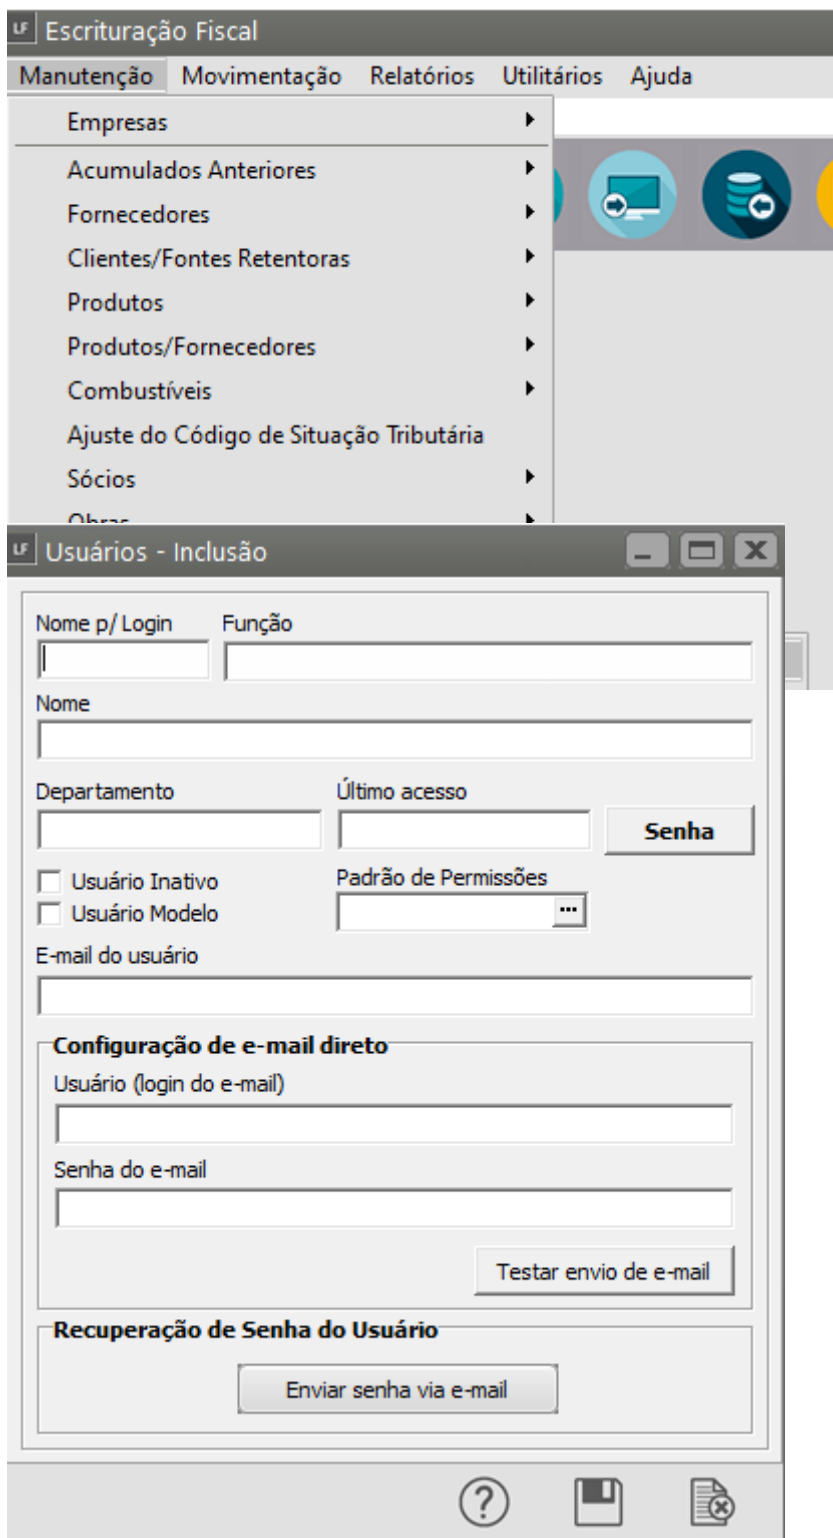 LF Escrituração Fiscal
Manutenção Movimentação Relatórios Utilitários Ajuda
Empresas
Acumulados Anteriores
Fornecedores
Clientes/Fontes Retentoras
Produtos
Produtos/Fornecedores
Combustíveis
Ajuste do Código de Situação Tributária
Sócios
Obras
LF Usuários - Inclusão
Nome p/ Login Função
Nome
Departamento Último acesso
Senha
Usuário Inativo Padrão de Permissões
Usuário Modelo ...
E-mail do usuário
Configuração de e-mail direto
Usuário (login do e-mail)
Senha do e-mail
Testar envio de e-mail
Recuperação de Senha do Usuário
Enviar senha via e-mail
?